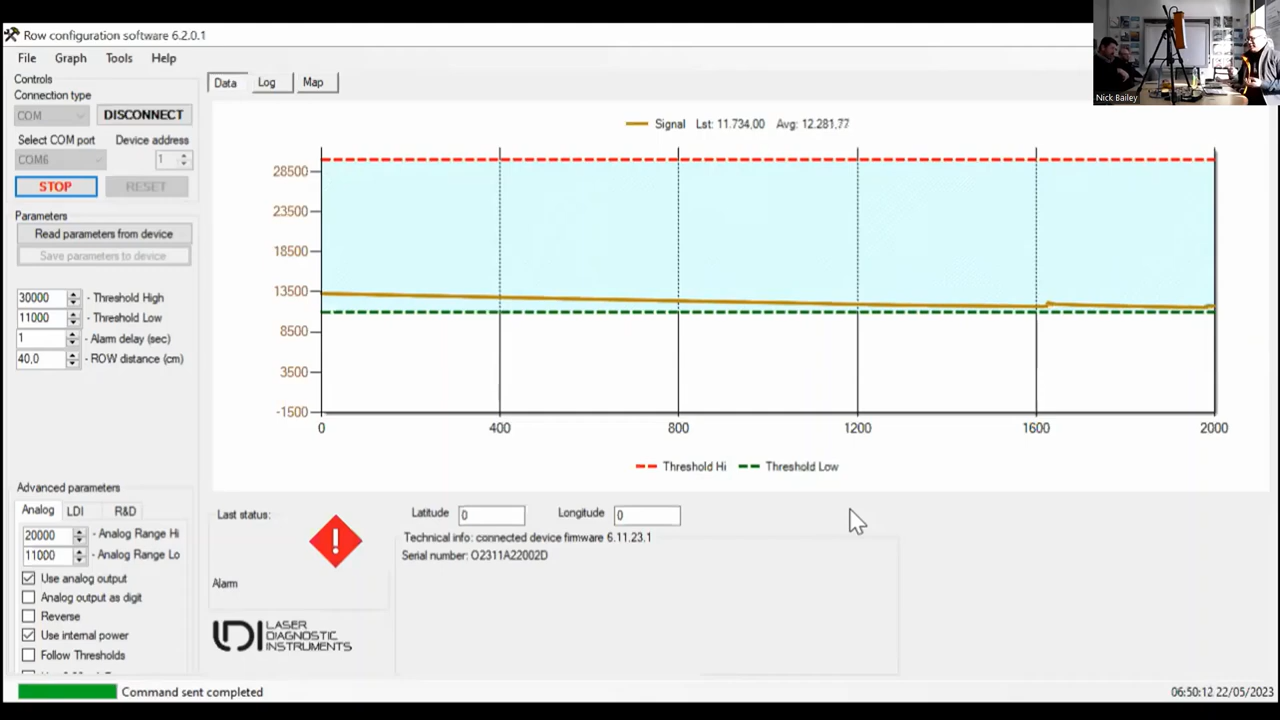 Row configuration software 6.2.0.1
File Graph Tools Help
Nick Bailey
Controls
Connection type
COM DISCONNECT
Select COM port Device address
COM6 1
STOP RESET
Parameters
Read parameters from device
Save parameters to device
30000 - Threshold High
11000 - Threshold Low
1 - Alarm delay (sec)
40,0 - ROW distance (cm)
Advanced parameters
Analog LDI R&D
20000 - Analog Range Hi
11000 - Analog Range Lo
Use analog output
Analog output as digit
Reverse
Use internal power
Follow Thresholds
Data Log Map
Signal Lst: 11.734,00 Avg: 12.281,77
28500
23500
18500
13500
8500
3500
-1500
0 400 800 1200 1600 2000
Threshold Hi Threshold Low
Last status:
Alarm
LDI LASER
DIAGNOSTIC
INSTRUMENTS
Latitude 0 Longitude 0
Technical info: connected device fimware 6.11.23.1
Serial number: O2311A22002D
Command sent completed
06:50:12 22/05/2023